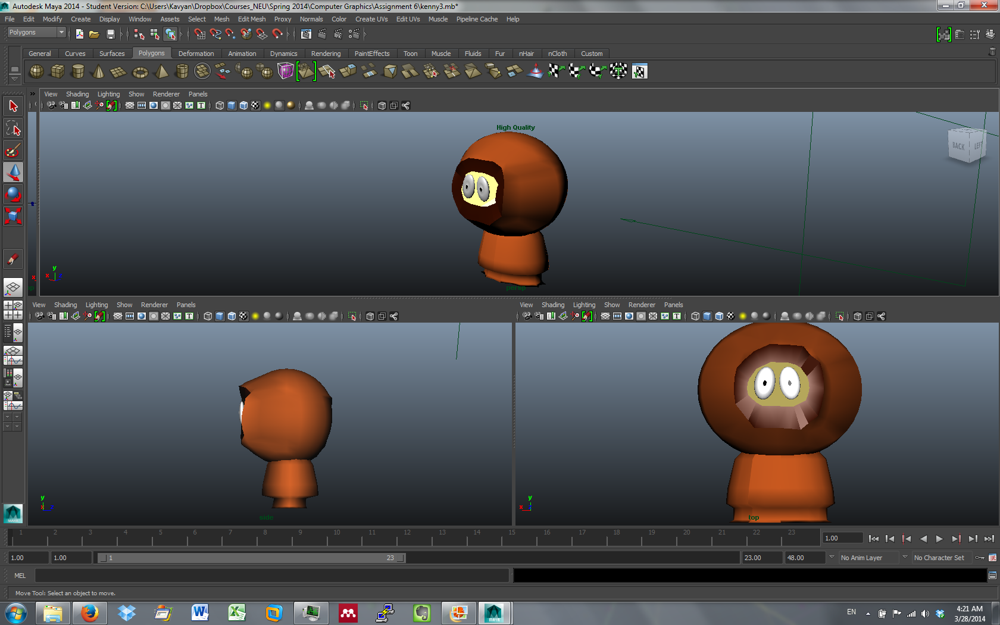 Autodesk Maya 2014 - Student Version: C:\Users\Kavyan\Dropbox\Courses_NEU\Spring 2014\Computer Graphics\Assignment 6\kenny3.mb*
File Edit Modify Create Display Window Assets Select Mesh Edit Mesh Proxy Normals Color Create UVs Edit UVs Muscle Pipeline Cache Help
Polygons
General Curves Surfaces Polygons Deformation Animation Dynamics Rendering PaintEffects Toon Muscle Fluids Fur nHair nCloth Custom
View Shading Lighting Show Renderer Panels
High Quality
BACK LEFT
y
x z
x
persp
View Shading Lighting Show Renderer Panels
View Shading Lighting Show Renderer Panels
y
z
side
y
x z
top
1 2 3 4 5 6 7 8 9 10 11 12 13 14 15 16 17 18 19 20 21 22 23
1.00
1.00 1.00 1 23 23.00 48.00 No Anim Layer No Character Set
MEL
Move Tool: Select an object to move.
MAYA
EN 4:21 AM
3/28/2014